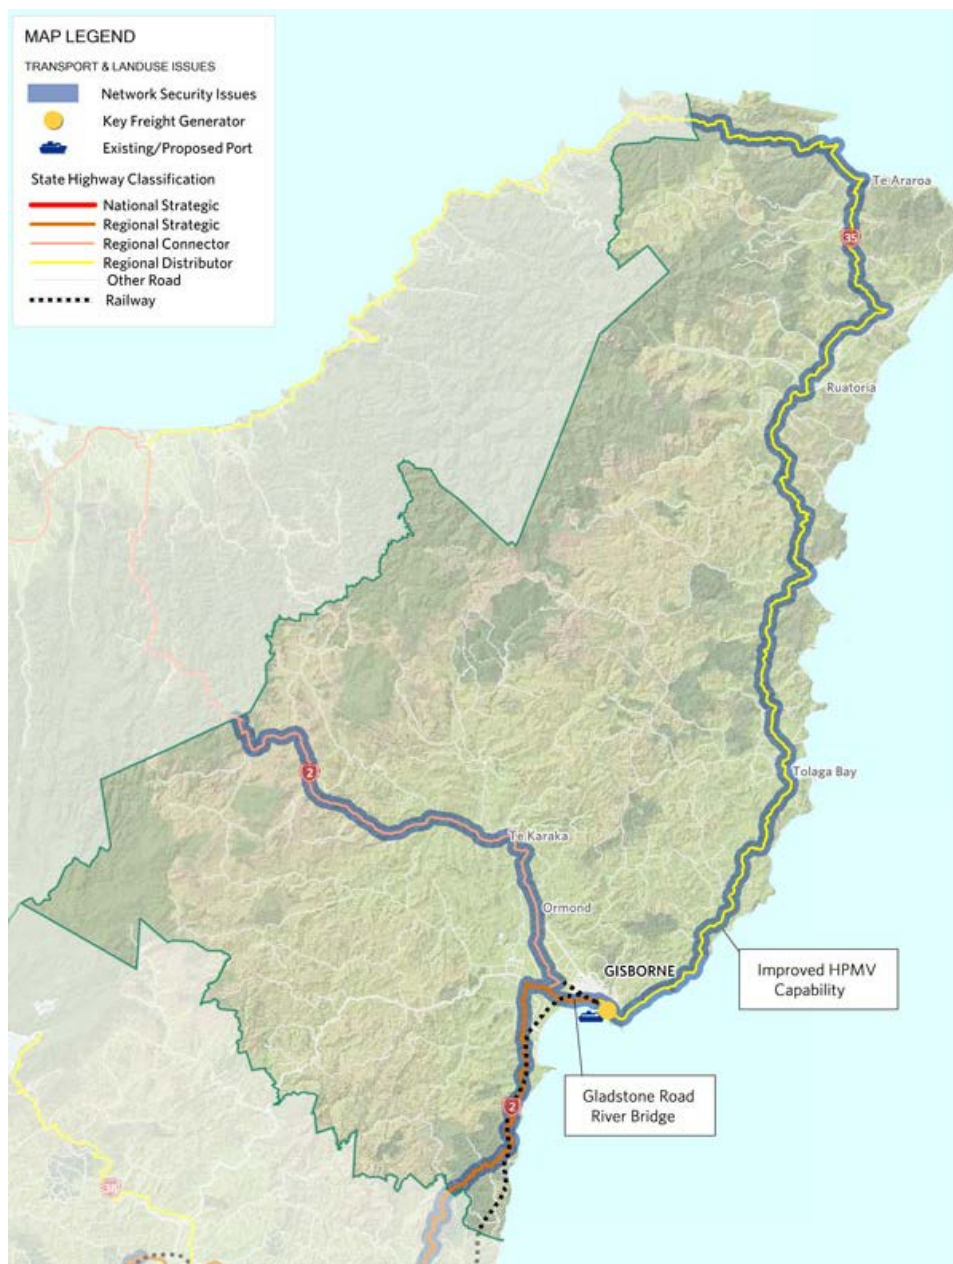 MAP LEGEND
TRANSPORT & LANDUSE ISSUES
Network Security Issues
Key Freight Generator
Existing/Proposed Port
State Highway Classification
National Strategic
Regional Strategic
Regional Connector
Regional Distributor
Other Road
Railway
Te Araroa
35
Ruatoria
2
Tolaga Bay
Te Karaka
Ormond
GISBORNE
Improved HPMV
Capability
Gladstone Road
River Bridge
2
38